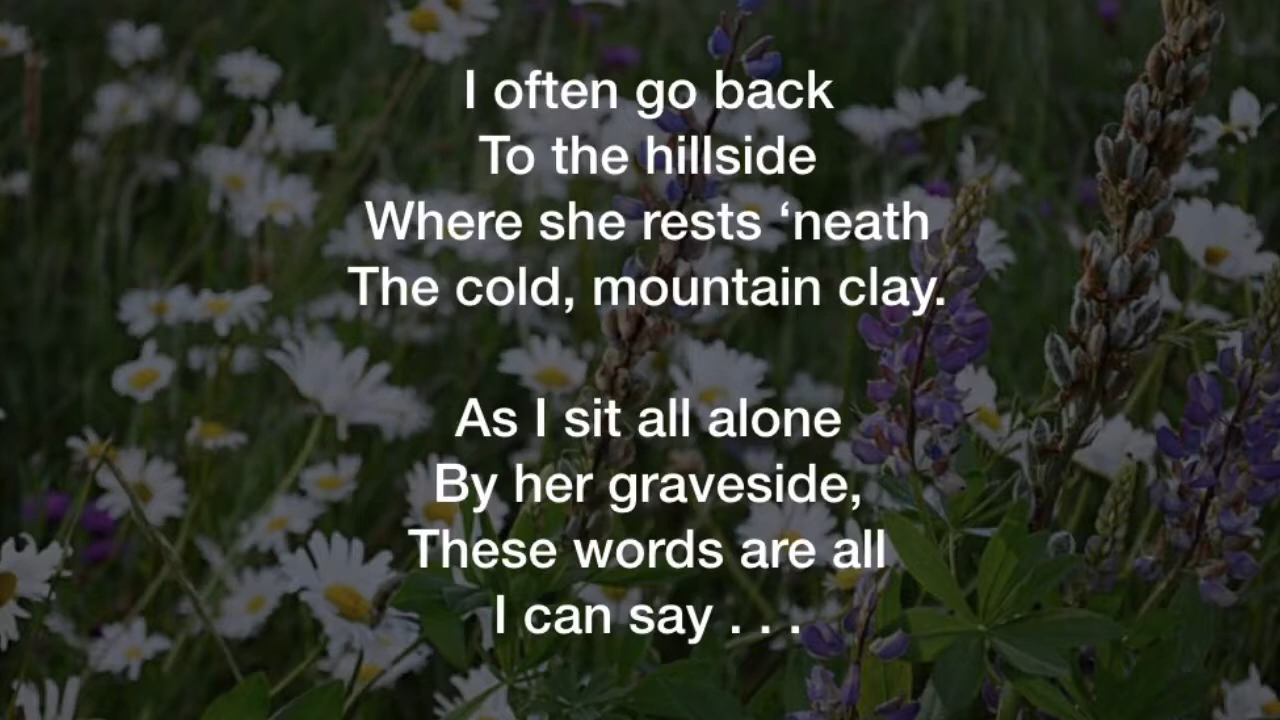 I often go back
To the hillside
Where she rests ‘neath
The cold, mountain clay.
As I sit all alone
By her graveside,
These words are all
I can say . . .